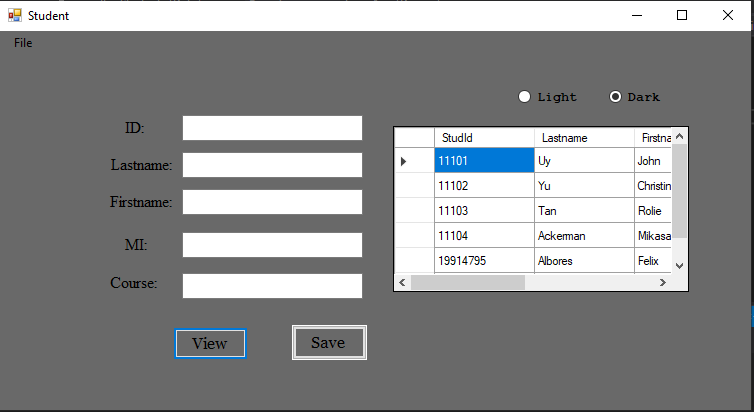 Student
File
Light Dark
ID:
Lastname:
Firstname:
MI:
Course:
StudId Lastname Firstna
11101 Uy John
11102 Yu Christin
11103 Tan Rolie
11104 Ackerman Mikasa
19914795 Albores Felix
View Save